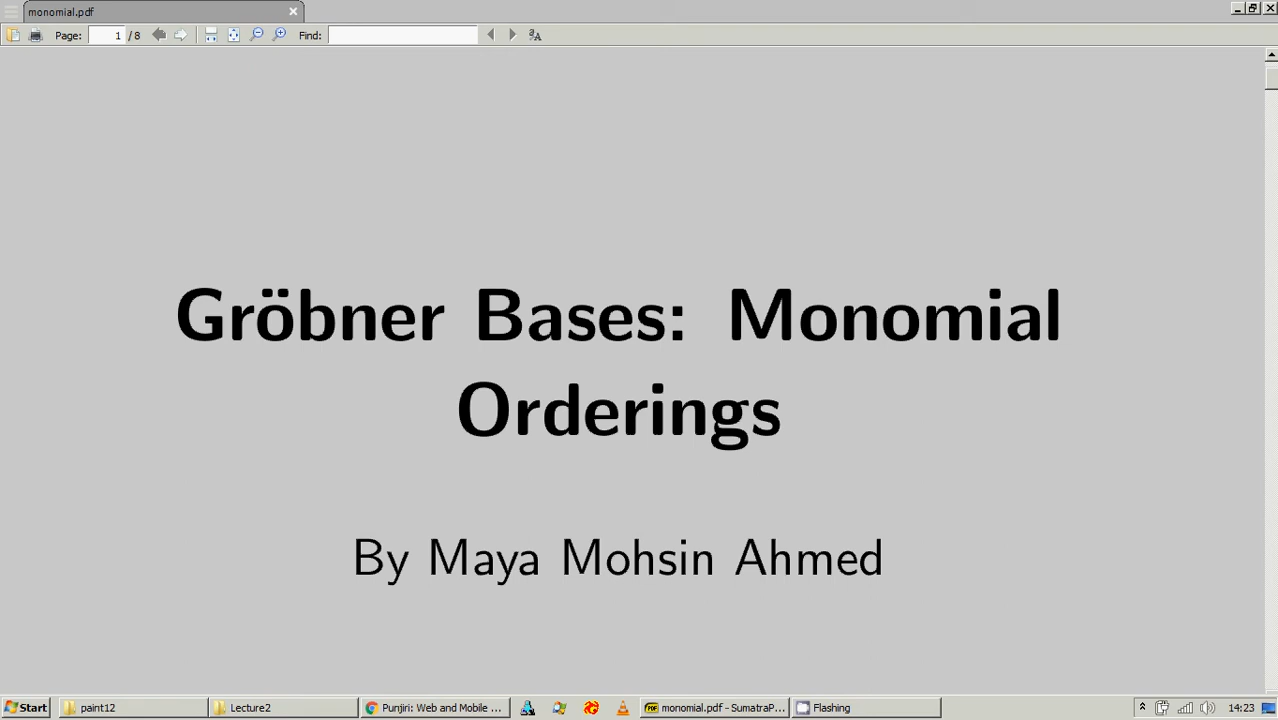 monomial.pdf
Page: 1 / 8 Find:
Gröbner Bases: Monomial
Orderings
By Maya Mohsin Ahmed
Start paint12 Lecture2 Punjiri: Web and Mobile ... monomial.pdf - SumatraP... Flashing 14:23